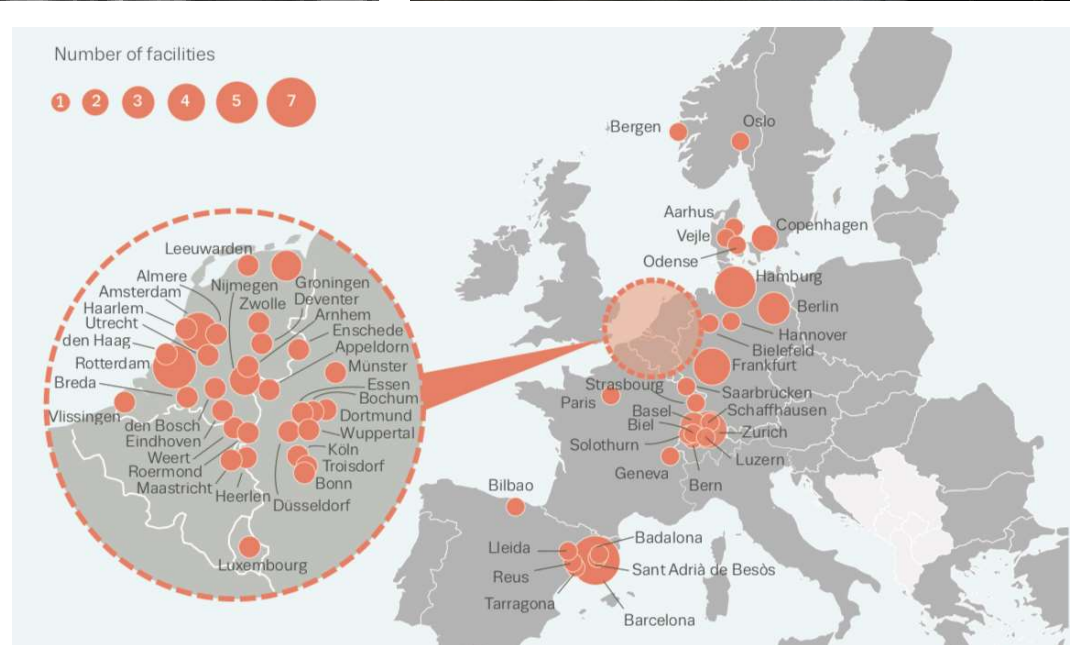 Number of facilities
1 2 3 4 5 7
Bergen
Oslo
Aarhus
Copenhagen
Vejle
Odense
Hamburg
Berlin
Hannover
Bielefeld
Frankfurt
Strasbourg
Saarbrucken
Paris
Basel
Schaffhausen
Biel
Zurich
Solothurn
Luzern
Geneva
Bern
Bilbao
Lleida
Badalona
Reus
Sant Adrià de Besòs
Tarragona
Barcelona
Leeuwarden
Almere
Nijmegen
Groningen
Amsterdam
Zwolle
Deventer
Haarlem
Arnhem
Utrecht
Enschede
den Haag
Appeldorn
Rotterdam
Münster
Breda
Essen
Bochum
Vlissingen
Dortmund
den Bosch
Wuppertal
Eindhoven
Köln
Weert
Roermond
Troisdorf
Maastricht
Bonn
Heerlen
Düsseldorf
Luxembourg